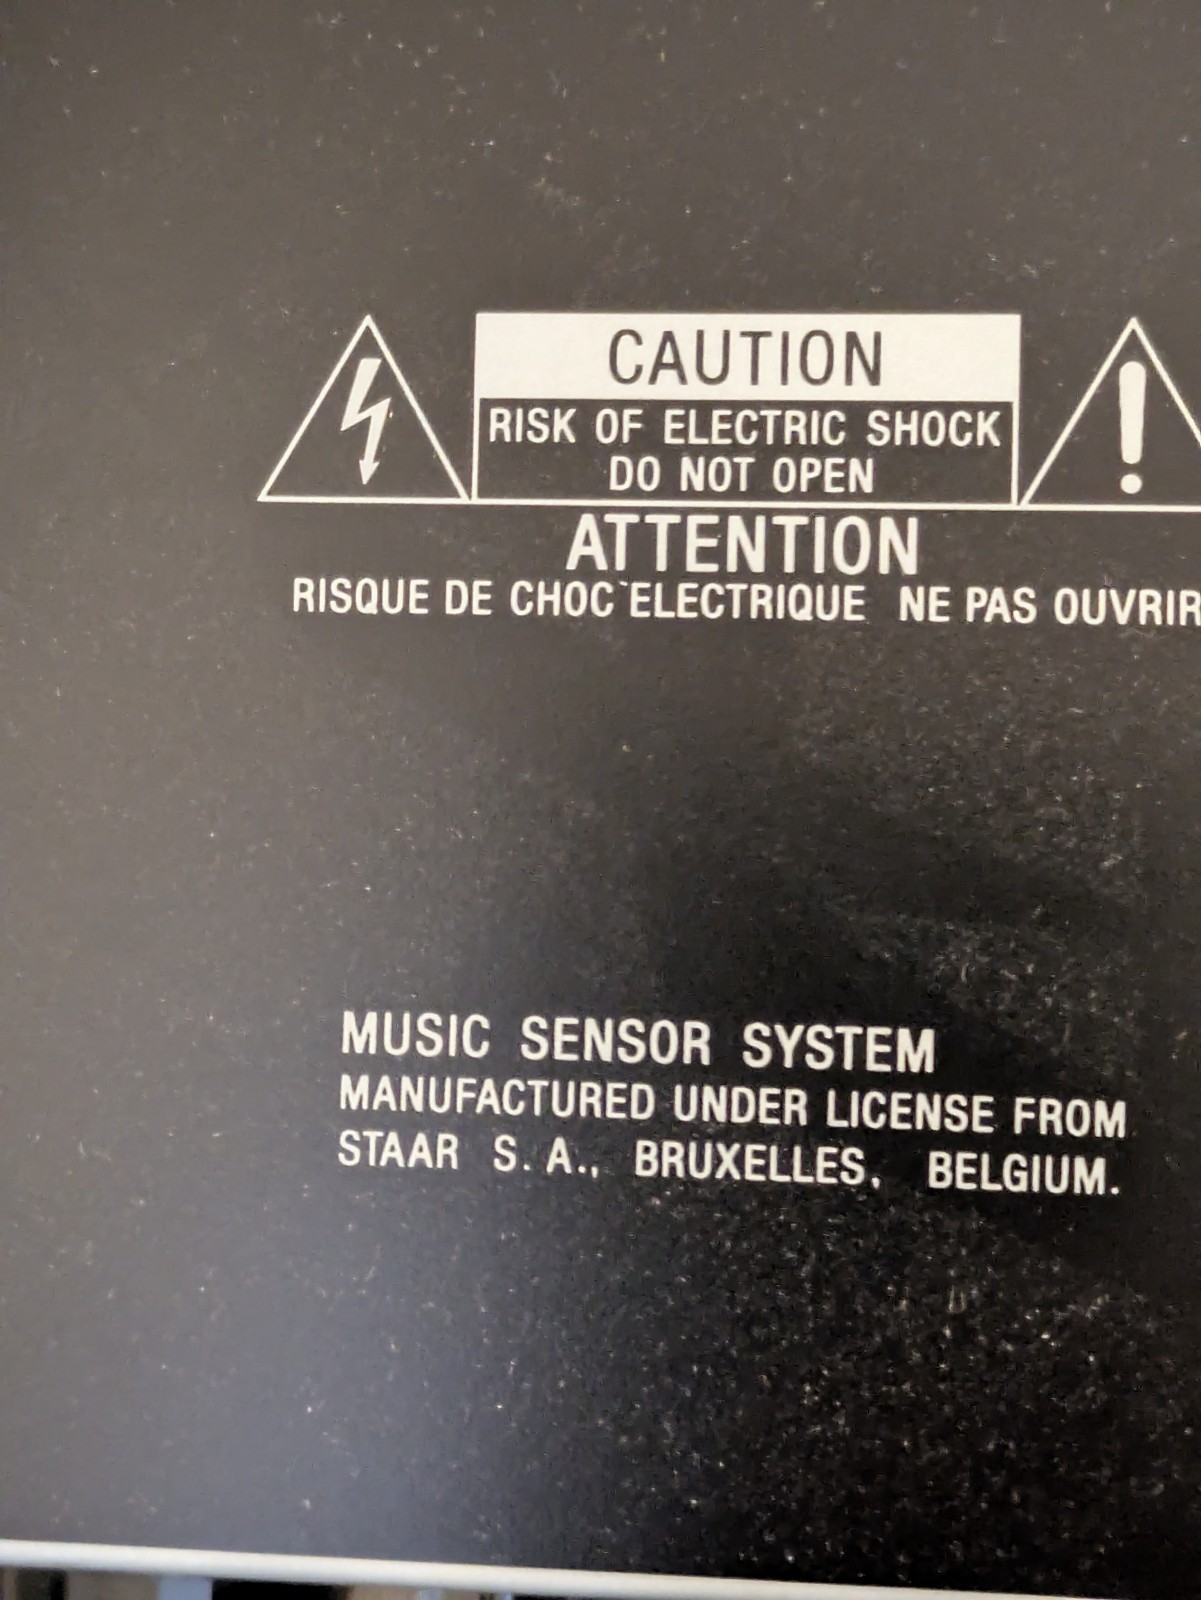 CAUTION
RISK OF ELECTRIC SHOCK
DO NOT OPEN
ATTENTION
RISQUE DE CHOC`ELECTRIQUE NE PAS OUVRIR
MUSIC SENSOR SYSTEM
MANUFACTURED UNDER LICENSE FROM
STAAR S. A., BRUXELLES, BELGIUM.